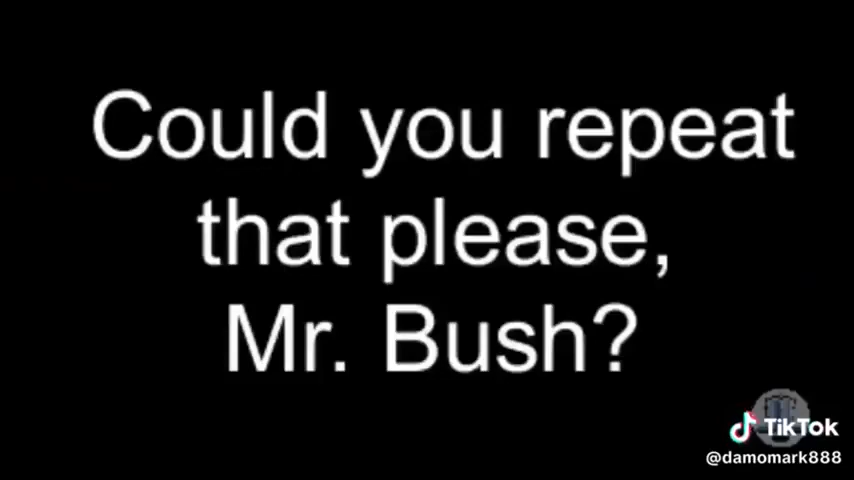 Could you repeat
that please,
Mr. Bush?
TikTok
@damomark888